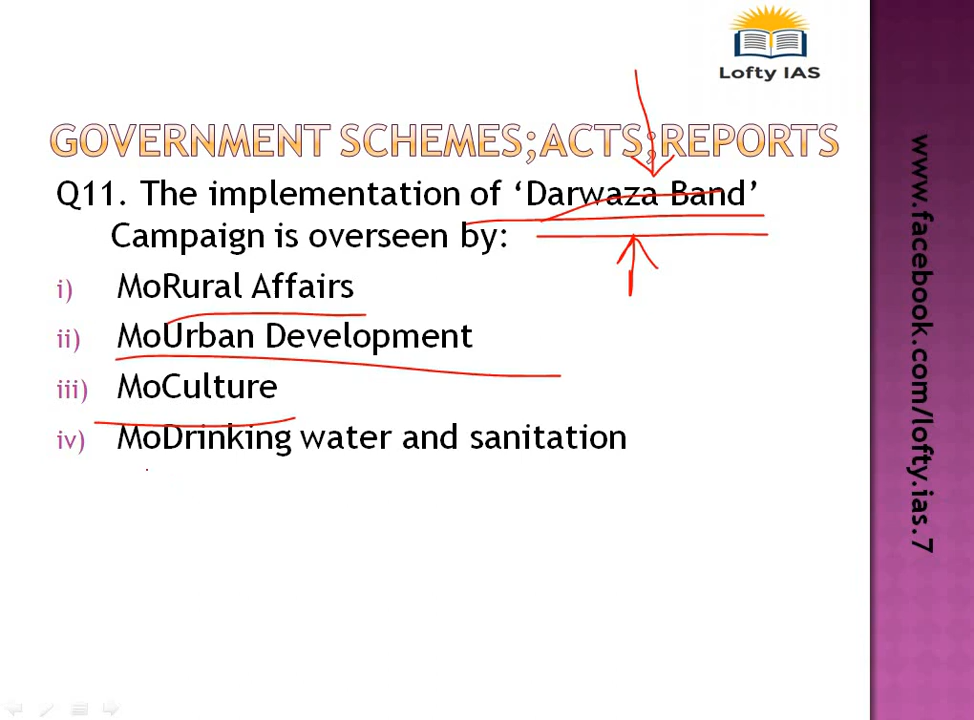 Lofty IAS
GOVERNMENT SCHEMES;ACTS;REPORTS
Q11. The implementation of ‘Darwaza Band’
Campaign is overseen by:
i) MoRural Affairs
ii) MoUrban Development
iii) MoCulture
iv) MoDrinking water and sanitation
www.facebook.com/lofty.ias.7